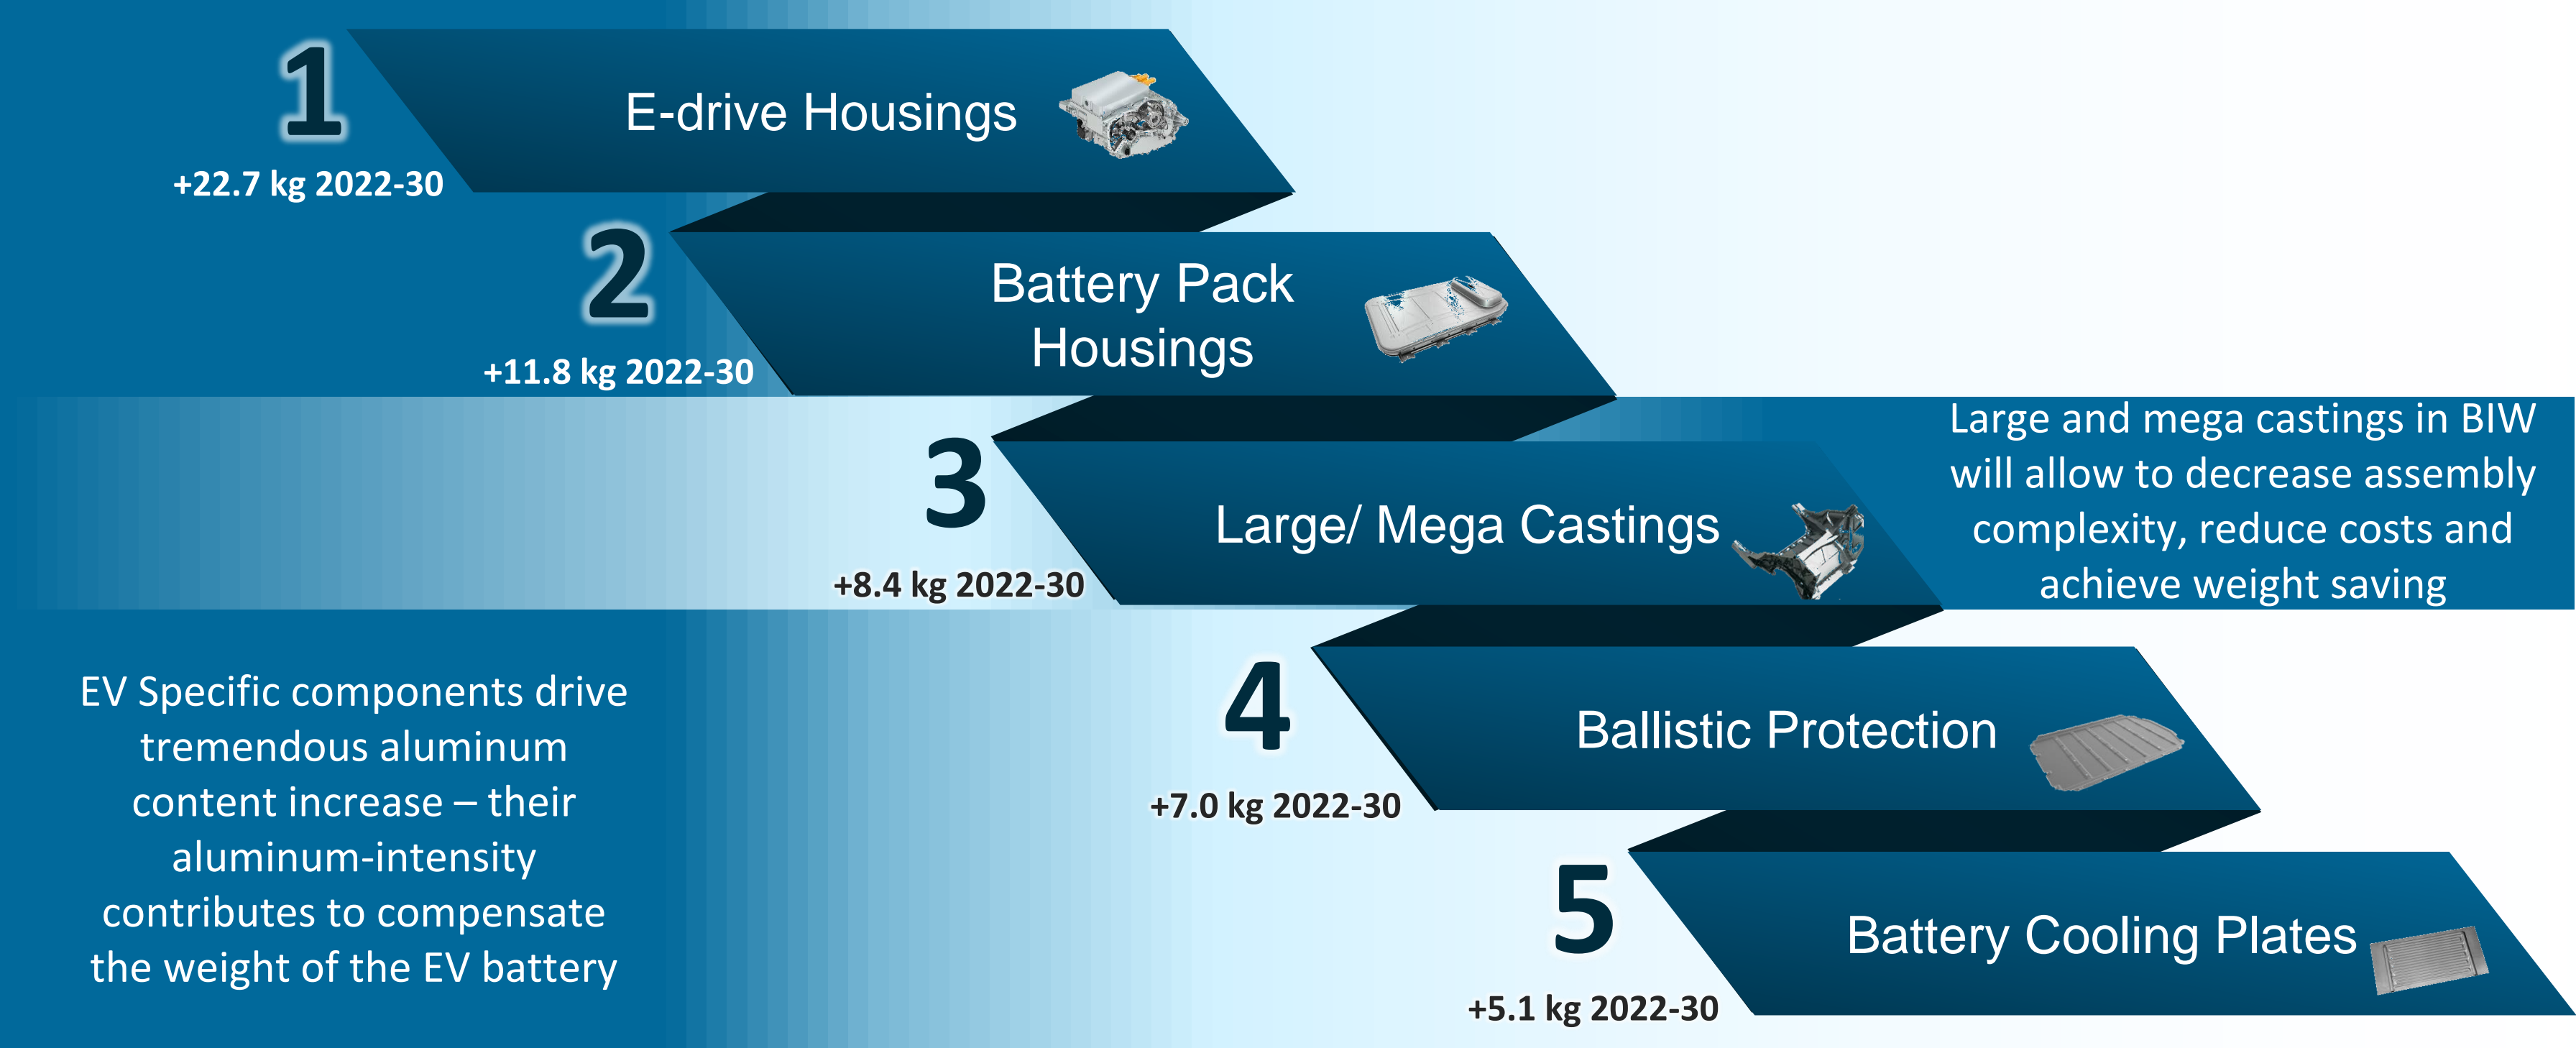 1
E-drive Housings
+22.7 kg 2022-30
2
Battery Pack
Housings
+11.8 kg 2022-30
3
Large/ Mega Castings
+8.4 kg 2022-30
Large and mega castings in BIW
will allow to decrease assembly
complexity, reduce costs and
achieve weight saving
4
Ballistic Protection
+7.0 kg 2022-30
5
Battery Cooling Plates
+5.1 kg 2022-30
EV Specific components drive
tremendous aluminum
content increase – their
aluminum-intensity
contributes to compensate
the weight of the EV battery